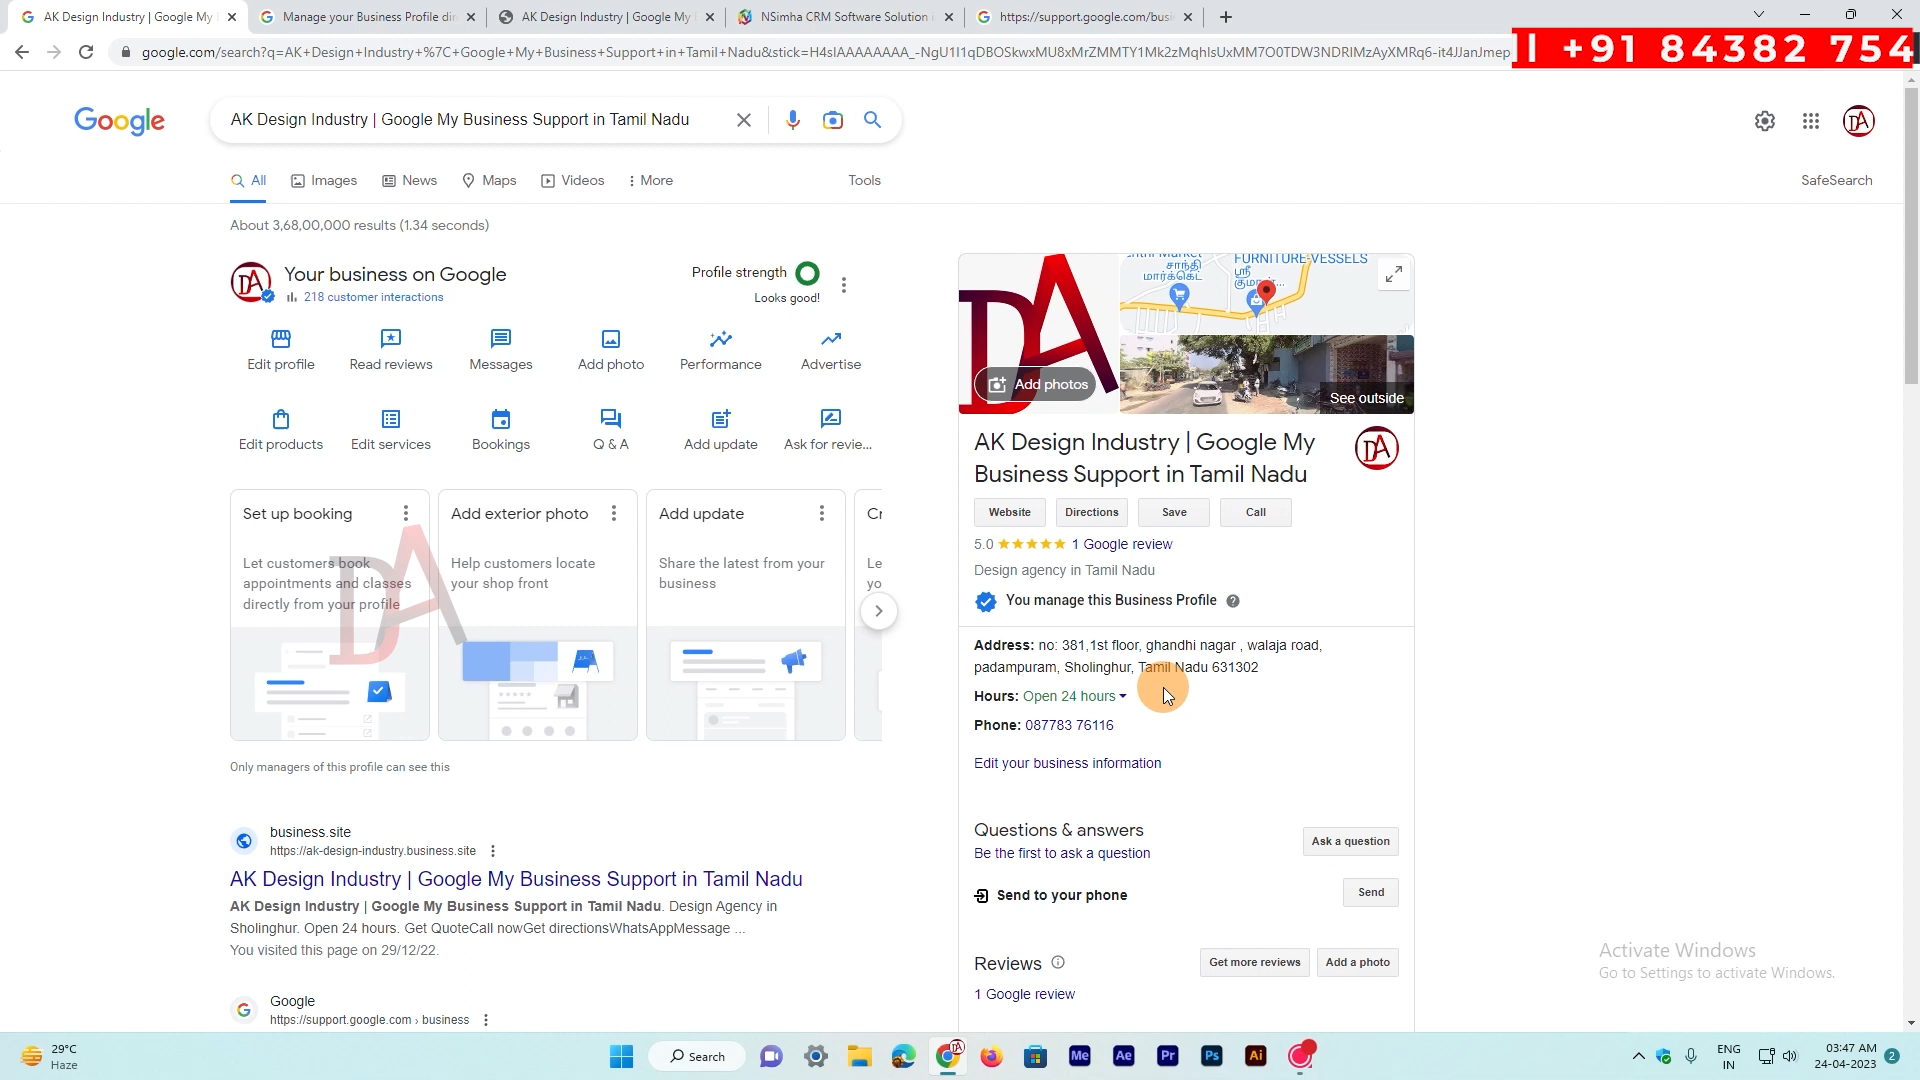 AK Design Industry | Google My
Manage your Business Profile dir
AK Design Industry | Google My
NSimha CRM Software Solution i
https://support.google.com/busi
google.com/search?q=AK+Design+Industry+%7C+Google+My+Business+Support+in+Tamil+Nadu&stick=
+91 84382 754
Google
AK Design Industry | Google My Business Support in Tamil Nadu
All Images News Maps Videos More Tools SafeSearch
About 3,68,00,000 results (1.34 seconds)
Your business on Google
218 customer interactions
Profile strength
Looks good!
Edit profile Read reviews Messages Add photo Performance Advertise
Edit products Edit services Bookings Q & A Add update Ask for revie...
Set up booking
Let customers book
appointments and classes
directly from your profile
Add exterior photo
Help customers locate
your shop front
Add update
Share the latest from your
business
Cr
Le
yo
Only managers of this profile can see this
business.site
https://ak-design-industry.business.site
AK Design Industry | Google My Business Support in Tamil Nadu
AK Design Industry | Google My Business Support in Tamil Nadu. Design Agency in
Sholinghur. Open 24 hours. Get QuoteCall nowGet directionsWhatsAppMessage ...
You visited this page on 29/12/22.
Google
https://support.google.com › business
சாந்தி
மார்க்கெட்
FURNITURE-VESSELS
ஸ்ரீ
Add photos
See outside
AK Design Industry | Google My
Business Support in Tamil Nadu
Website Directions Save Call
5.0 1 Google review
Design agency in Tamil Nadu
You manage this Business Profile
Address: no: 381,1st floor, ghandhi nagar , walaja road,
padampuram, Sholinghur, Tamil Nadu 631302
Hours: Open 24 hours
Phone: 087783 76116
Edit your business information
Questions & answers
Be the first to ask a question
Ask a question
Send to your phone
Send
Reviews
Get more reviews Add a photo
1 Google review
Activate Windows
Go to Settings to activate Windows.
29°C
Haze
Search
Me Ae Pr Ps Ai
ENG
IN
03:47 AM
24-04-2023
2